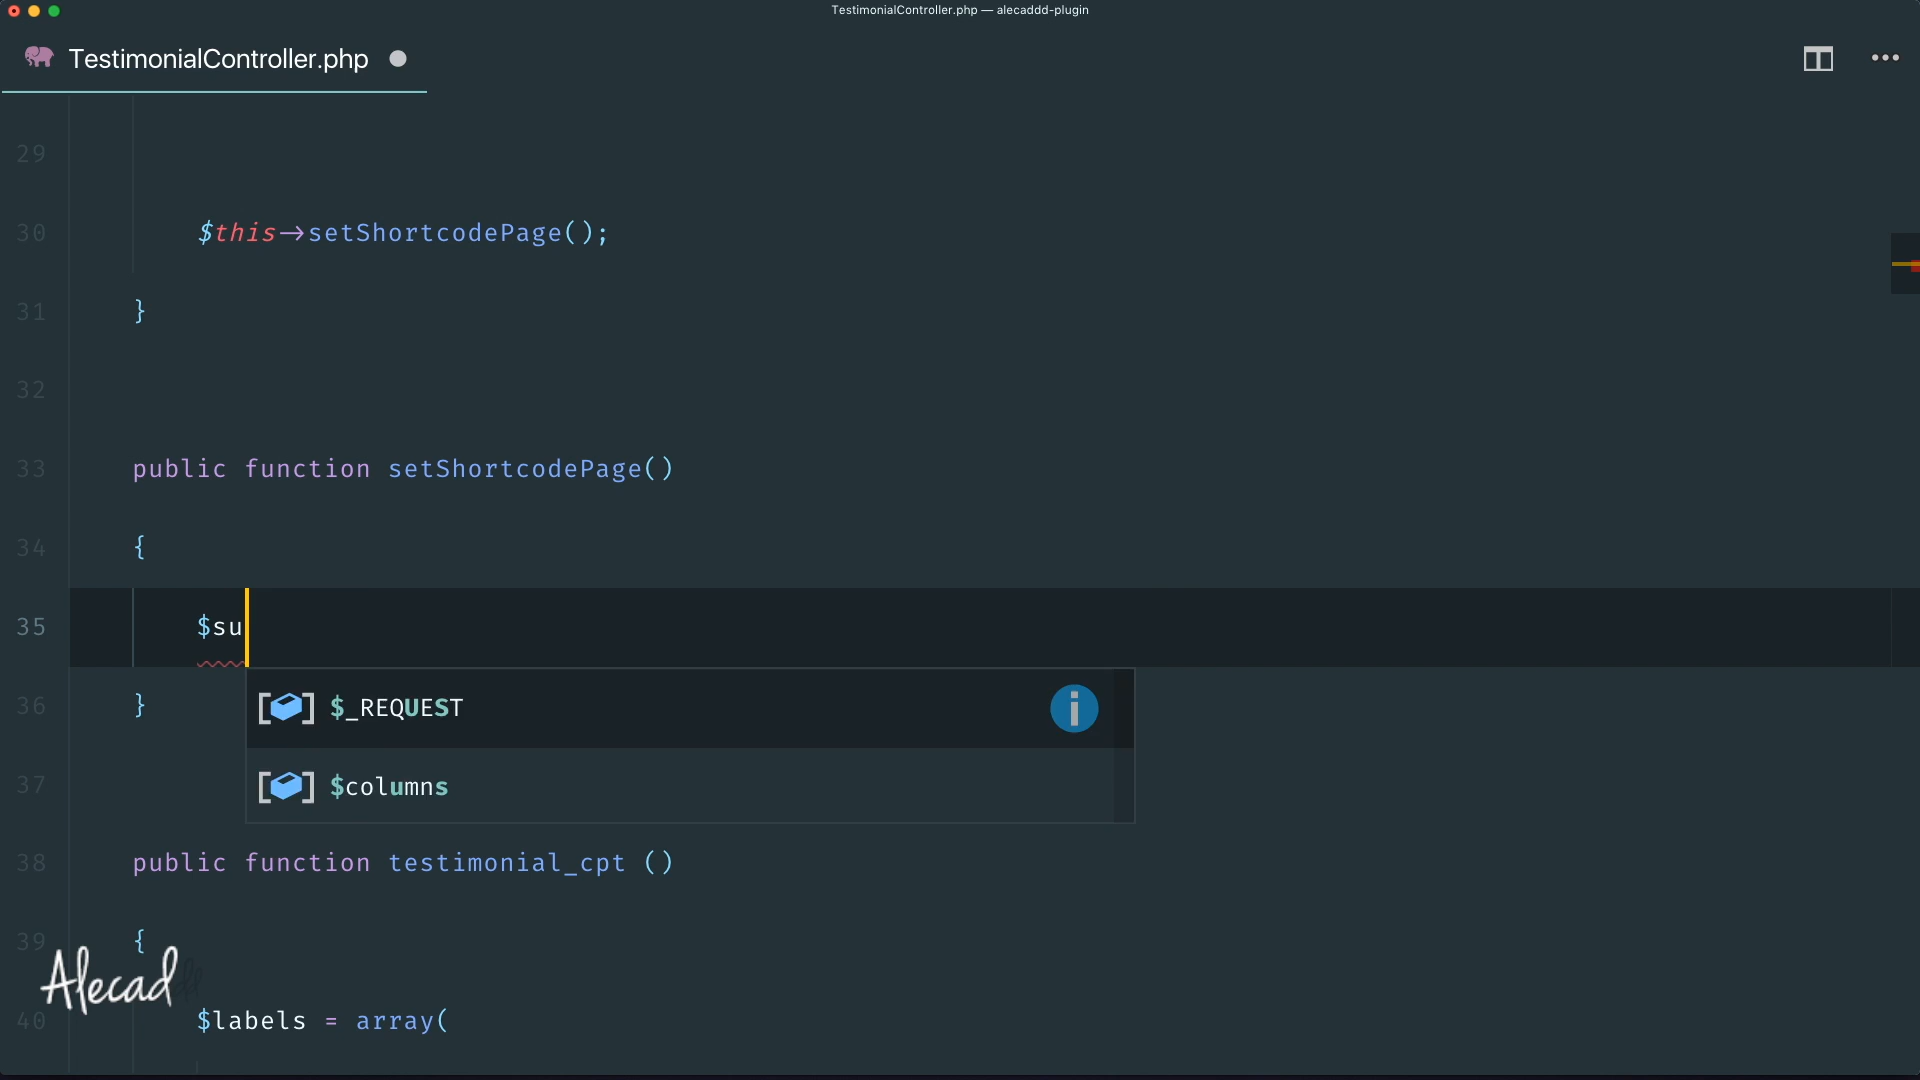 TestimonialController.php — alecaddd-plugin
TestimonialController.php
29
30 $this->setShortcodePage();
31 }
32
33 public function setShortcodePage()
34 {
35 $su
36 }
$_REQUEST
37
$columns
38 public function testimonial_cpt ()
39 {
Alecad
40 $labels = array(